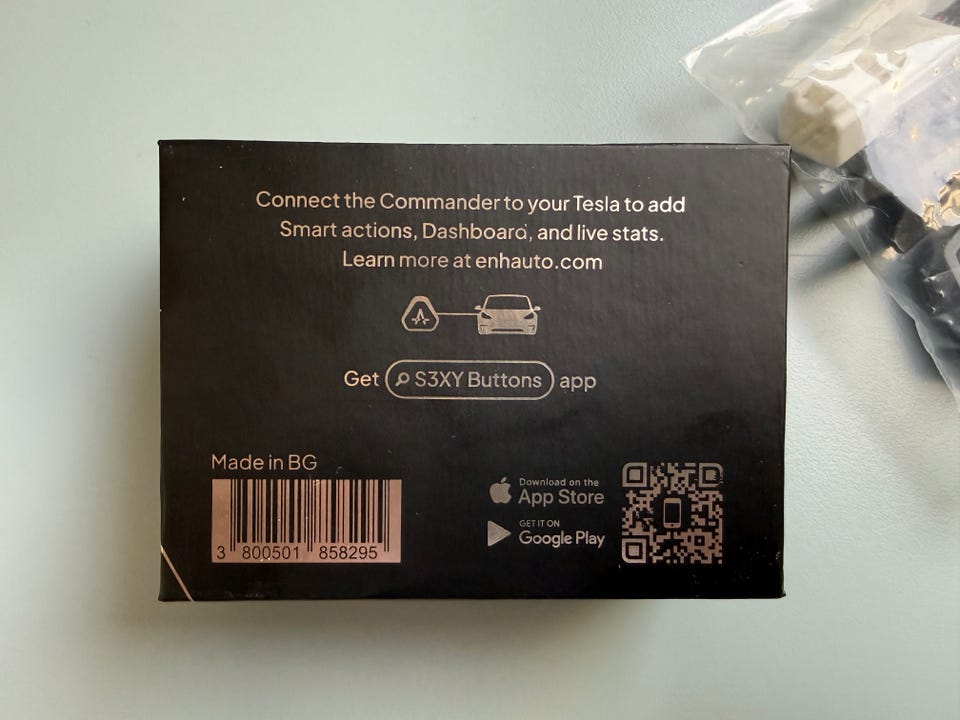 Connect the Commander to your Tesla to add
Smart actions, Dashboard, and live stats.
Learn more at enhauto.com
Get S3XY Buttons app
Made in BG
3 800501 858295
Download on the
App Store
GET IT ON
Google Play